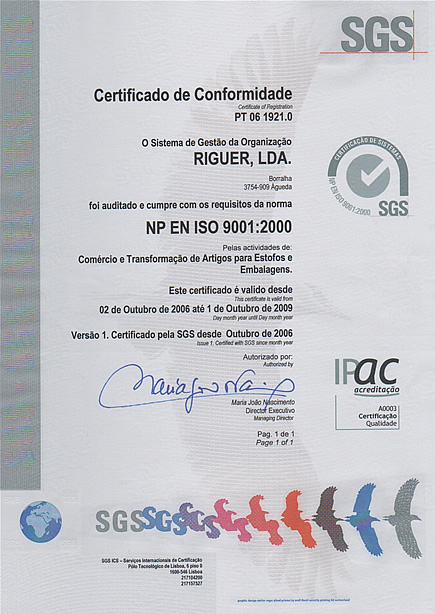 SGS
Certificado de Conformidade
Certificate of Registration
PT 06 1921.0
O Sistema de Gestão da Organização
RIGUER, LDA.
Borralha
3754-909 Águeda
foi auditado e cumpre com os requisitos da norma
NP EN ISO 9001:2000
CERTIFICAÇÃO DE SISTEMAS
NP EN ISO 9001:2000
SGS
Pelas actividades de:
Comércio e Transformação de Artigos para Estofos e
Embalagens.
Este certificado é valido desde
This certificate is valid from
02 de Outubro de 2006 até 1 de Outubro de 2009
Day month year until Day month year
Versão 1. Certificado pela SGS desde Outubro de 2006
Issue 1. Certified with SGS since month year
Autorizado por:
Authorized by
Maria João Nascimento
Director Executivo
Managing Director
IPAC
acreditação
A0003
Certificação
Qualidade
Pag. 1 de 1
Page 1 of 1
SGS SGS SGS
SGS ICS – Serviços Internacionais de Certificação
Pólo Tecnológico de Lisboa, 6 piso 0
1600-546 Lisboa
217104200
217157527